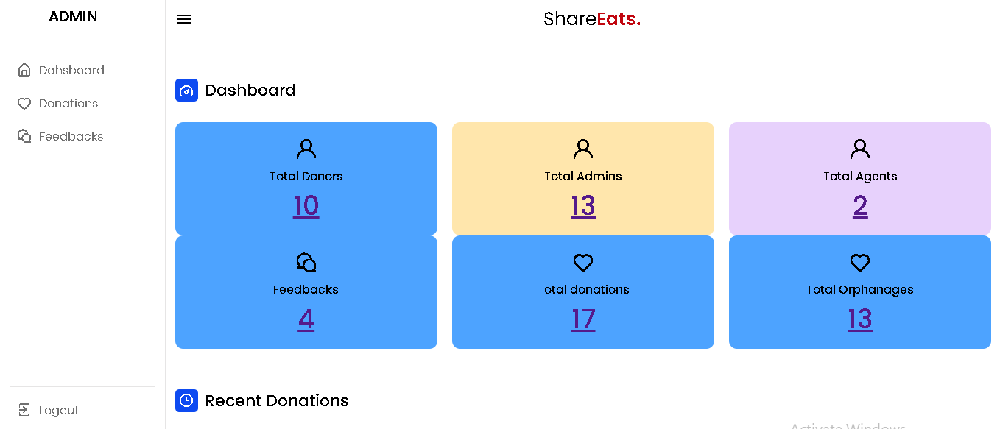 ADMIN
ShareEats.
Dahsboard
Donations
Feedbacks
Logout
Dashboard
Total Donors
10
Total Admins
13
Total Agents
2
Feedbacks
4
Total donations
17
Total Orphanages
13
Recent Donations
Activate Windows